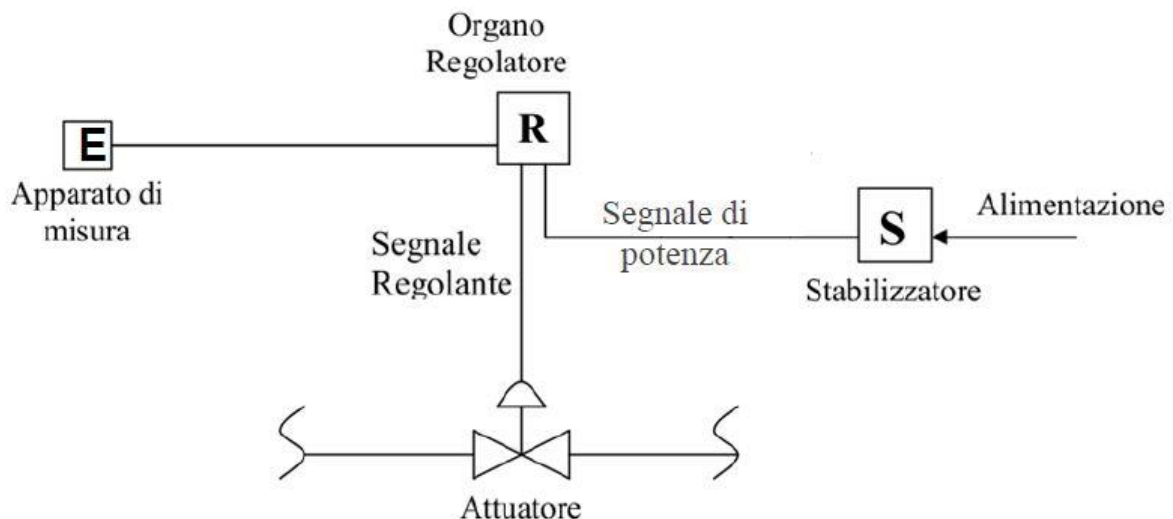 Organo
Regolatore
R
E
Apparato di
misura
Segnale
Regolante
Segnale di
potenza
S
Alimentazione
Stabilizzatore
Attuatore